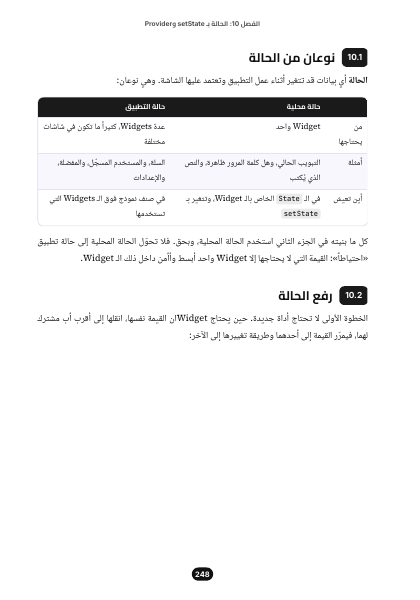 الفصل 10: الحالة بـ setState وProvider
10.1 نوعان من الحالة
الحالة أي بيانات قد تتغير أثناء عمل التطبيق وتعتمد عليها الشاشة. وهي نوعان:
حالة محلية
حالة التطبيق
من يحتاجها
Widget واحد
عدة Widgets، كثيراً ما تكون في شاشات مختلفة
أمثلة
التبويب الحالي، وهل كلمة المرور ظاهرة، والنص الذي يُكتب
السلة، والمستخدم المسجّل، والمفضلة، والإعدادات
أين تعيش
في الـ State الخاص بالـ Widget، وتتغير بـ setState
في صنف نموذج فوق الـ Widgets التي تستخدمها
كل ما بنيته في الجزء الثاني استخدم الحالة المحلية، وبحق. فلا تحوّل الحالة المحلية إلى حالة تطبيق
«احتياطاً»: القيمة التي لا يحتاجها إلا Widget واحد أبسط وأأمن داخل ذلك الـ Widget.
10.2 رفع الحالة
الخطوة الأولى لا تحتاج أداة جديدة. حين يحتاج Widgetان القيمة نفسها، انقلها إلى أقرب أب مشترك
لهما، فيمرّر القيمة إلى أحدهما وطريقة تغييرها إلى الآخر:
248